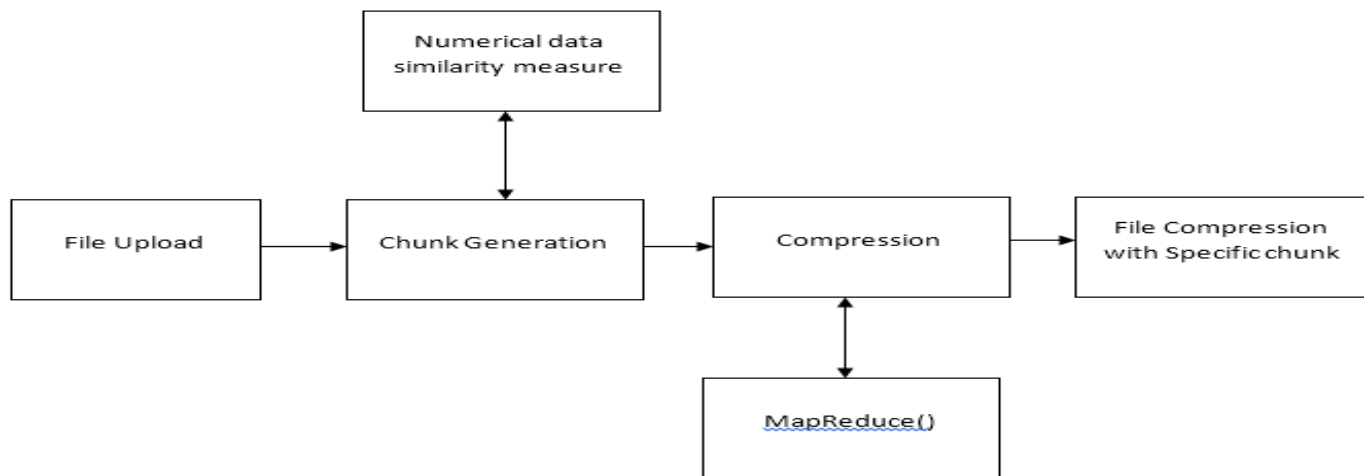 Numerical data
similarity measure
File Upload
Chunk Generation
Compression
File Compression
with Specific chunk
MapReduce()